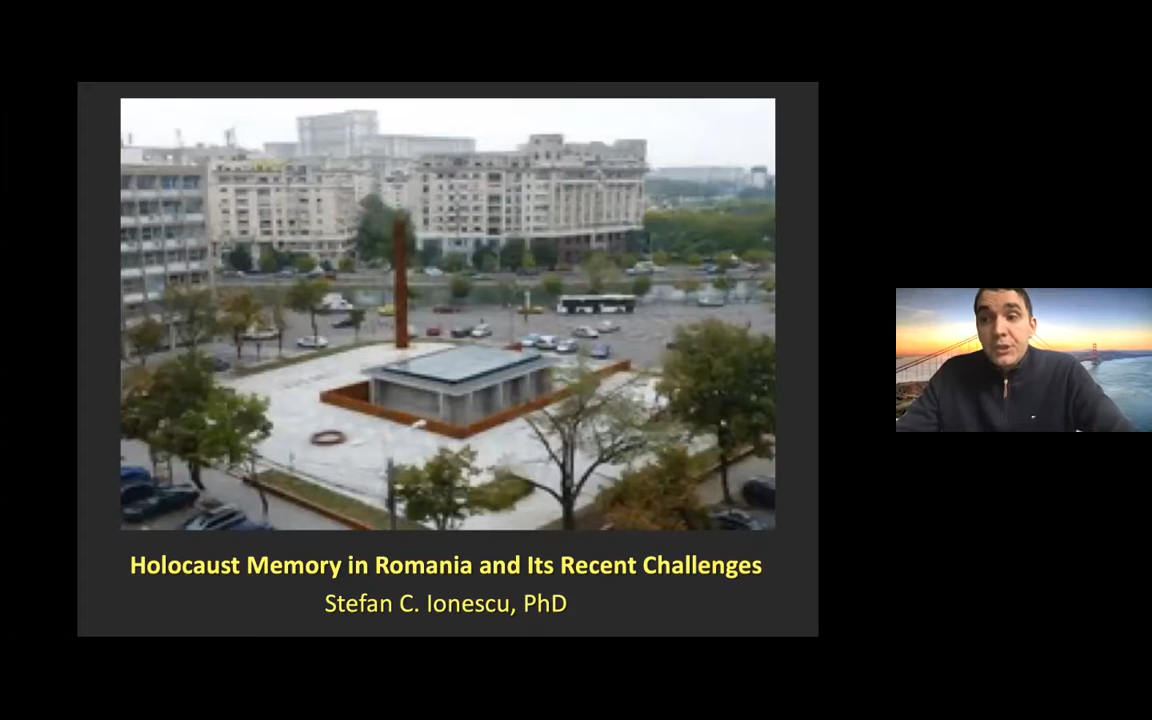 Holocaust Memory in Romania and Its Recent Challenges
Stefan C. Ionescu, PhD